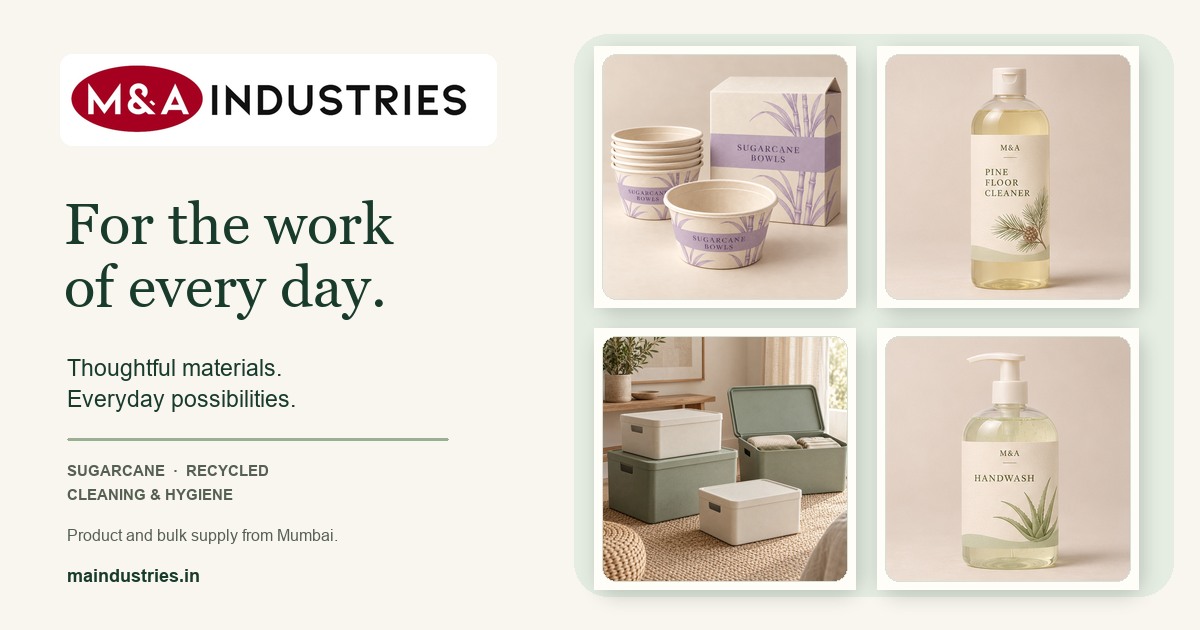 M&A INDUSTRIES
For the work
of every day.
Thoughtful materials.
Everyday possibilities.
SUGARCANE · RECYCLED
CLEANING & HYGIENE
Product and bulk supply from Mumbai.
maindustries.in
SUGARCANE
BOWLS
SUGARCANE
BOWLS
SUGARCANE
BOWLS
M&A
PINE
FLOOR
CLEANER
M&A
HANDWASH